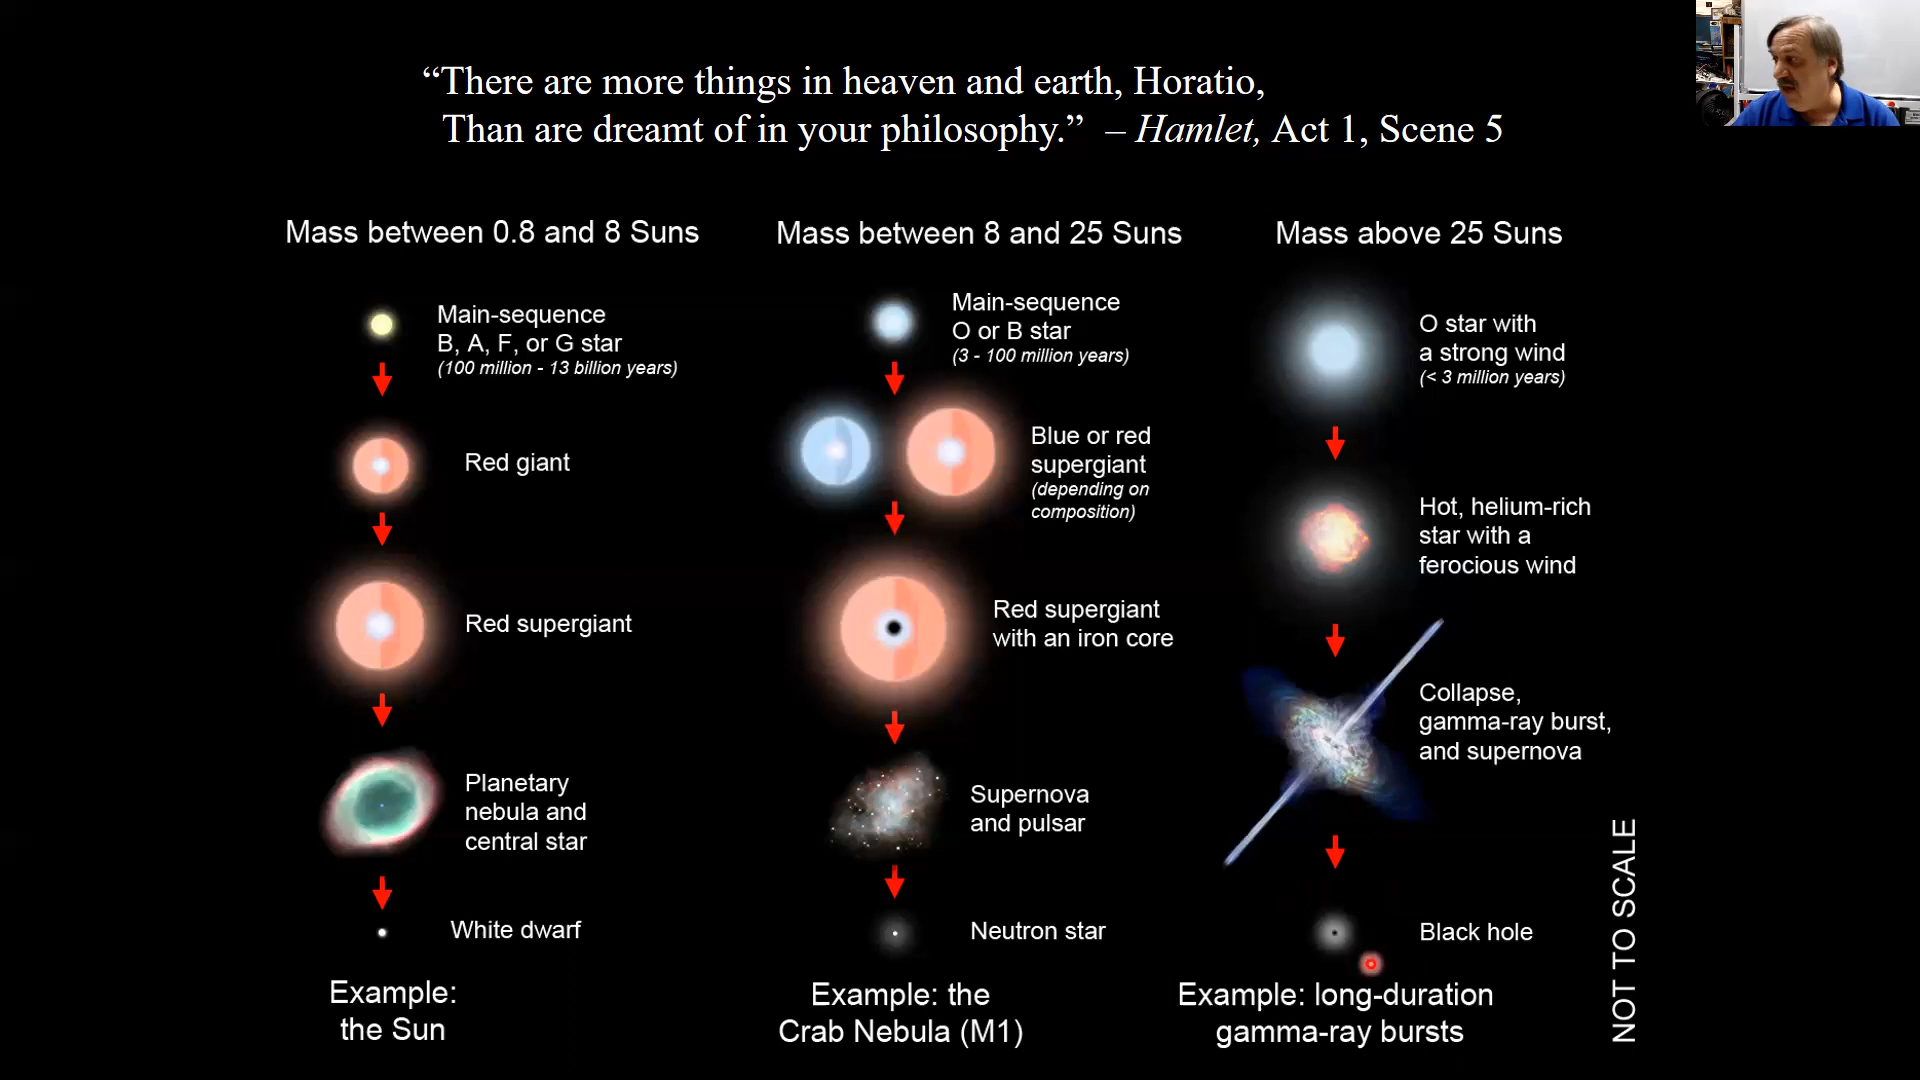 “There are more things in heaven and earth, Horatio,
Than are dreamt of in your philosophy.” – Hamlet, Act 1, Scene 5
Mass between 0.8 and 8 Suns
Main-sequence
B, A, F, or G star
(100 million - 13 billion years)
Red giant
Red supergiant
Planetary
nebula and
central star
White dwarf
Example:
the Sun
Mass between 8 and 25 Suns
Main-sequence
O or B star
(3 - 100 million years)
Blue or red
supergiant
(depending on
composition)
Red supergiant
with an iron core
Supernova
and pulsar
Neutron star
Example: the
Crab Nebula (M1)
Mass above 25 Suns
O star with
a strong wind
(< 3 million years)
Hot, helium-rich
star with a
ferocious wind
Collapse,
gamma-ray burst,
and supernova
Black hole
Example: long-duration
gamma-ray bursts
NOT TO SCALE